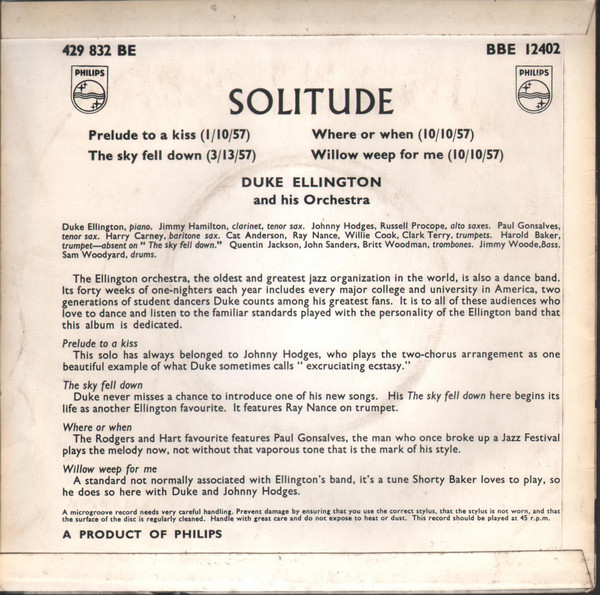 429 832 BE BBE 12402
PHILIPS PHILIPS
SOLITUDE
Prelude to a kiss (1/10/57) Where or when (10/10/57)
The sky fell down (3/13/57) Willow weep for me (10/10/57)
DUKE ELLINGTON
and his Orchestra
Duke Ellington, piano. Jimmy Hamilton, clarinet, tenor sax. Johnny Hodges, Russell Procope, alto saxes. Paul Gonsalves,
tenor sax. Harry Carney, baritone sax. Cat Anderson, Ray Nance, Willie Cook, Clark Terry, trumpets. Harold Baker,
trumpet—absent on "The sky fell down." Quentin Jackson, John Sanders, Britt Woodman, trombones. Jimmy Woode, Bass.
Sam Woodyard, drums.
The Ellington orchestra, the oldest and greatest jazz organization in the world, is also a dance band.
Its forty weeks of one-nighters each year includes every major college and university in America, two
generations of student dancers Duke counts among his greatest fans. It is to all of these audiences who
love to dance and listen to the familiar standards played with the personality of the Ellington band that
this album is dedicated.
Prelude to a kiss
This solo has always belonged to Johnny Hodges, who plays the two-chorus arrangement as one
beautiful example of what Duke sometimes calls "excruciating ecstasy."
The sky fell down
Duke never misses a chance to introduce one of his new songs. His The sky fell down here begins its
life as another Ellington favourite. It features Ray Nance on trumpet.
Where or when
The Rodgers and Hart favourite features Paul Gonsalves, the man who once broke up a Jazz Festival
plays the melody now, not without that vaporous tone that is the mark of his style.
Willow weep for me
A standard not normally associated with Ellington's band, it's a tune Shorty Baker loves to play, so
he does so here with Duke and Johnny Hodges.
A microgroove record needs very careful handling. Prevent damage by ensuring that you use the correct stylus, that the stylus is not worn, and that
the surface of the disc is regularly cleaned. Handle with great care and do not expose to heat or dust. This record should be played at 45 r.p.m.
A PRODUCT OF PHILIPS